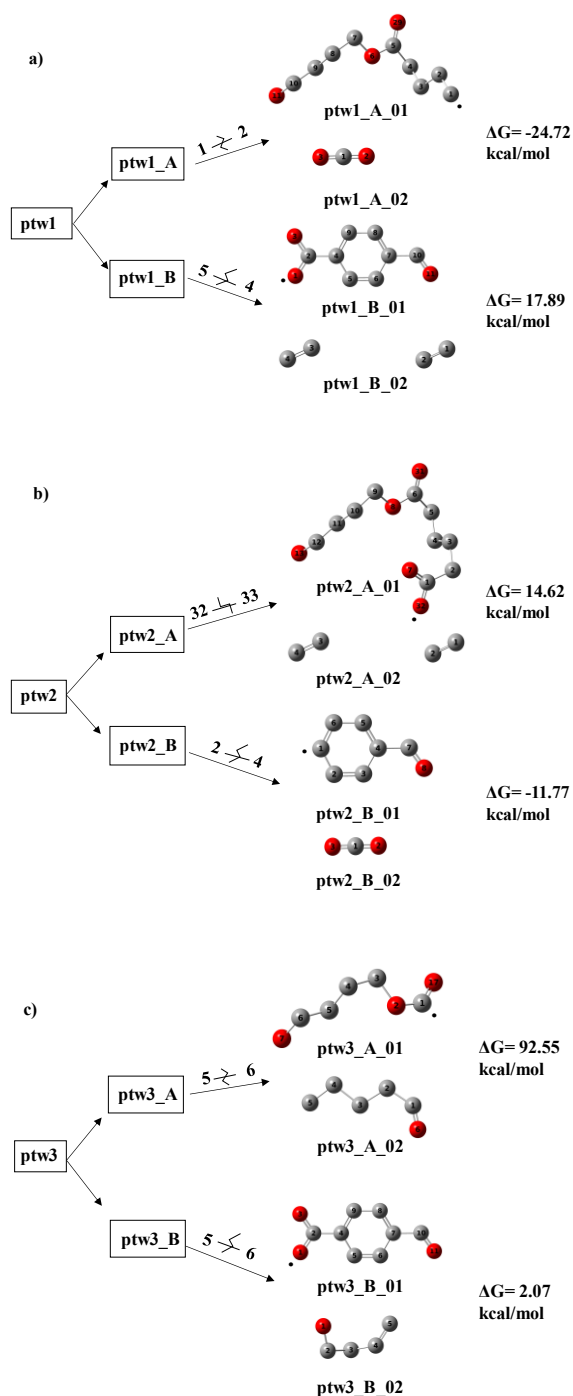 a)
ptw1_A_01
ΔG= -24.72
kcal/mol
1 2
ptw1_A
ptw1_A_02
ptw1
ptw1_B
5 4
ptw1_B_01
ΔG= 17.89
kcal/mol
ptw1_B_02
b)
ptw2_A_01
ΔG= 14.62
kcal/mol
32 33
ptw2_A
ptw2_A_02
ptw2
ptw2_B
2 4
ptw2_B_01
ΔG= -11.77
kcal/mol
ptw2_B_02
c)
ptw3_A_01
ΔG= 92.55
kcal/mol
5 6
ptw3_A
ptw3_A_02
ptw3
ptw3_B
5 6
ptw3_B_01
ΔG= 2.07
kcal/mol
ptw3_B_02